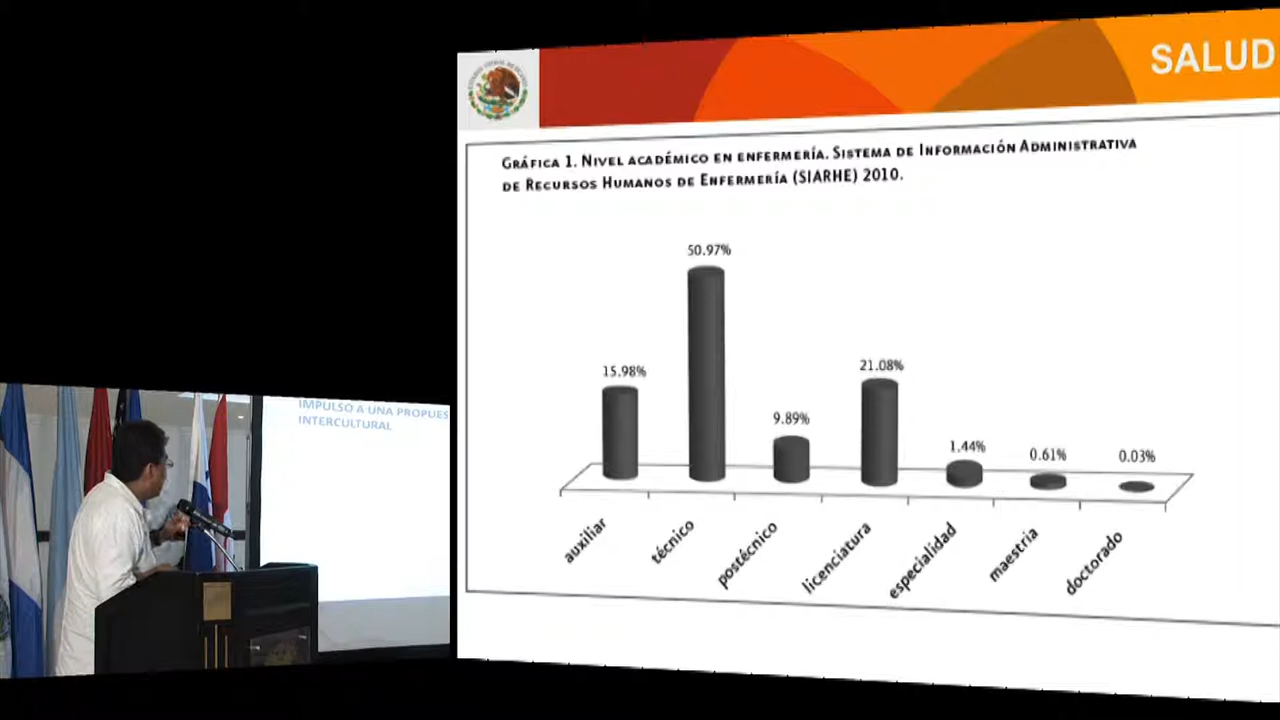 SALUD
GRÁFICA 1. NIVEL ACADÉMICO EN ENFERMERÍA. SISTEMA DE INFORMACIÓN ADMINISTRATIVA
DE RECURSOS HUMANOS DE ENFERMERÍA (SIARHE) 2010.
50.97%
15.98%
21.08%
9.89%
1.44%
0.61%
0.03%
auxiliar
técnico
postécnico
licenciatura
especialidad
maestria
doctorado
IMPULSO A UNA PROPUES
INTERCULTURAL